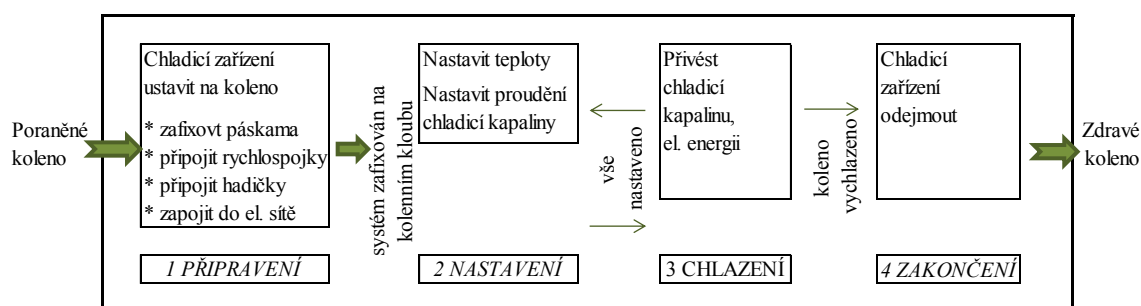 Poraněné
koleno
Chladicí zařízení
ustavit na koleno
* zafixovt páskama
* připojit rychlospojky
* připojit hadičky
* zapojit do el. sítě
1 PŘIPRAVENÍ
systém zafixován na
kolenním kloubu
Nastavit teploty
Nastavit proudění
chladicí kapaliny
2 NASTAVENÍ
vše
nastaveno
Přivést
chladicí
kapalinu,
el. energii
3 CHLAZENÍ
koleno
vychlazeno
Chladicí
zařízení
odejmout
4 ZAKONČENÍ
Zdravé
koleno